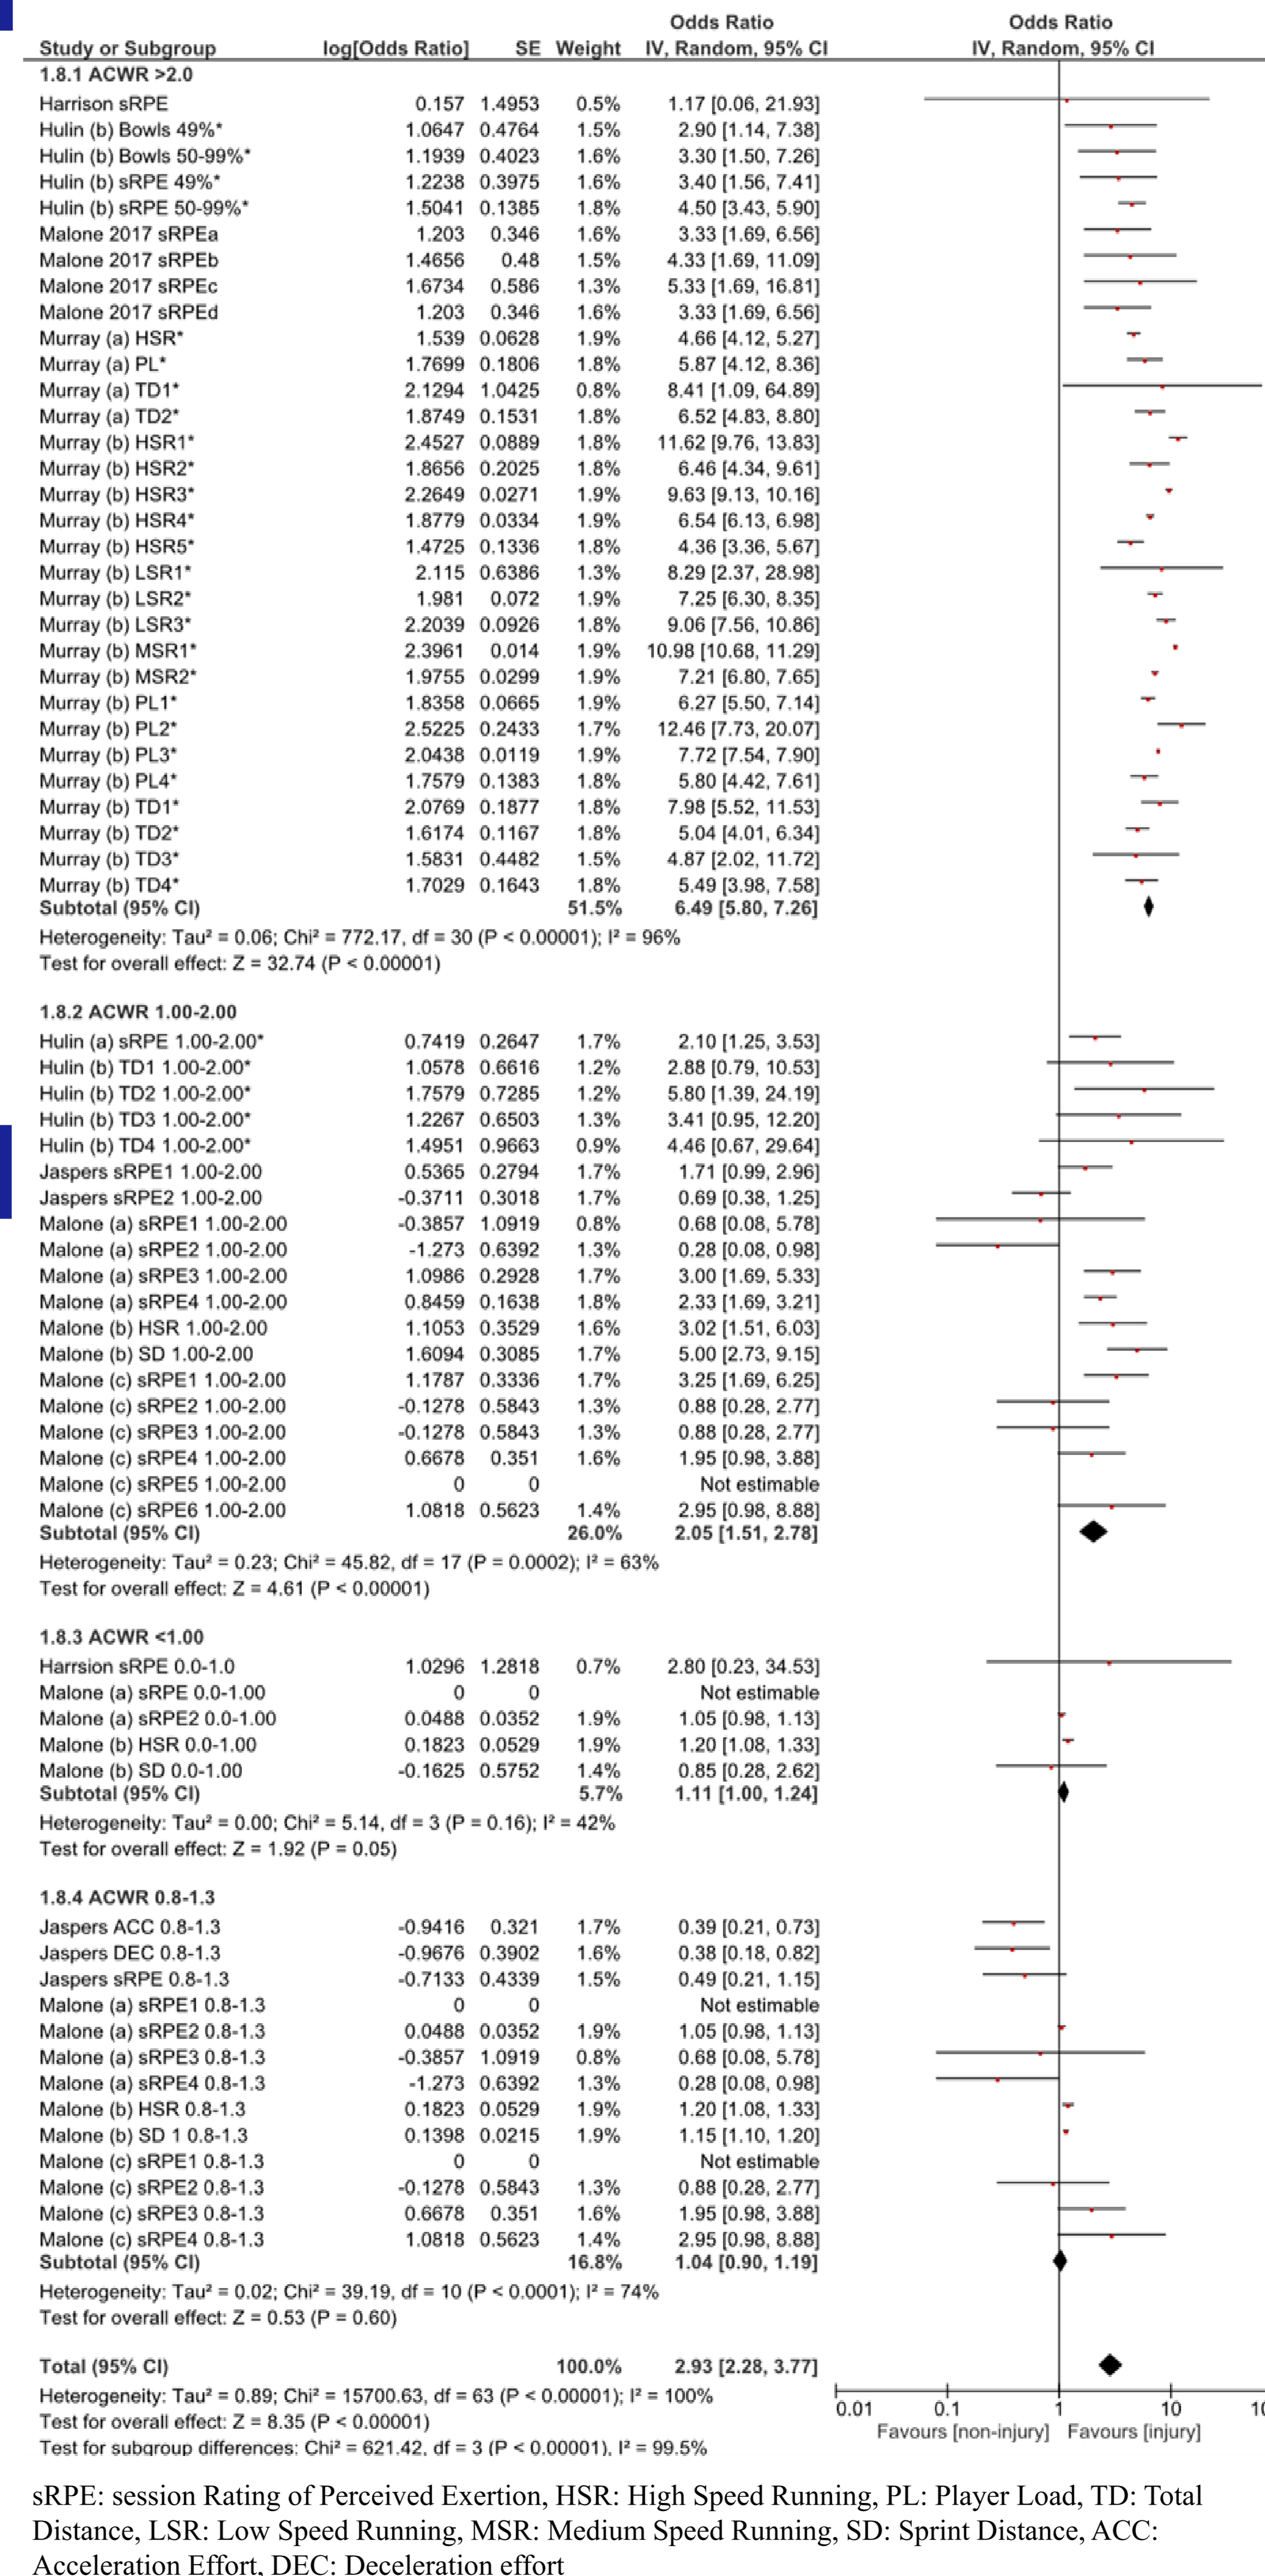 Odds Ratio Odds Ratio
Study or Subgroup log[Odds Ratio] SE Weight IV, Random, 95% CI IV, Random, 95% CI
1.8.1 ACWR >2.0
Harrison sRPE 0.157 1.4953 0.5% 1.17 [0.06, 21.93]
Hulin (b) Bowls 49%* 1.0647 0.4764 1.5% 2.90 [1.14, 7.38]
Hulin (b) Bowls 50-99%* 1.1939 0.4023 1.6% 3.30 [1.50, 7.26]
Hulin (b) sRPE 49%* 1.2238 0.3975 1.6% 3.40 [1.56, 7.41]
Hulin (b) sRPE 50-99%* 1.5041 0.1385 1.8% 4.50 [3.43, 5.90]
Malone 2017 sRPEa 1.203 0.346 1.6% 3.33 [1.69, 6.56]
Malone 2017 sRPEb 1.4656 0.48 1.5% 4.33 [1.69, 11.09]
Malone 2017 sRPEc 1.6734 0.586 1.3% 5.33 [1.69, 16.81]
Malone 2017 sRPEd 1.203 0.346 1.6% 3.33 [1.69, 6.56]
Murray (a) HSR* 1.539 0.0628 1.9% 4.66 [4.12, 5.27]
Murray (a) PL* 1.7699 0.1806 1.8% 5.87 [4.12, 8.36]
Murray (a) TD1* 2.1294 1.0425 0.8% 8.41 [1.09, 64.89]
Murray (a) TD2* 1.8749 0.1531 1.8% 6.52 [4.83, 8.80]
Murray (b) HSR1* 2.4527 0.0889 1.8% 11.62 [9.76, 13.83]
Murray (b) HSR2* 1.8656 0.2025 1.8% 6.46 [4.34, 9.61]
Murray (b) HSR3* 2.2649 0.0271 1.9% 9.63 [9.13, 10.16]
Murray (b) HSR4* 1.8779 0.0334 1.9% 6.54 [6.13, 6.98]
Murray (b) HSR5* 1.4725 0.1336 1.8% 4.36 [3.36, 5.67]
Murray (b) LSR1* 2.115 0.6386 1.3% 8.29 [2.37, 28.98]
Murray (b) LSR2* 1.981 0.072 1.9% 7.25 [6.30, 8.35]
Murray (b) LSR3* 2.2039 0.0926 1.8% 9.06 [7.56, 10.86]
Murray (b) MSR1* 2.3961 0.014 1.9% 10.98 [10.68, 11.29]
Murray (b) MSR2* 1.9755 0.0299 1.9% 7.21 [6.80, 7.65]
Murray (b) PL1* 1.8358 0.0665 1.9% 6.27 [5.50, 7.14]
Murray (b) PL2* 2.5225 0.2433 1.7% 12.46 [7.73, 20.07]
Murray (b) PL3* 2.0438 0.0119 1.9% 7.72 [7.54, 7.90]
Murray (b) PL4* 1.7579 0.1383 1.8% 5.80 [4.42, 7.61]
Murray (b) TD1* 2.0769 0.1877 1.8% 7.98 [5.52, 11.53]
Murray (b) TD2* 1.6174 0.1167 1.8% 5.04 [4.01, 6.34]
Murray (b) TD3* 1.5831 0.4482 1.5% 4.87 [2.02, 11.72]
Murray (b) TD4* 1.7029 0.1643 1.8% 5.49 [3.98, 7.58]
Subtotal (95% CI) 51.5% 6.49 [5.80, 7.26]
Heterogeneity: Tau² = 0.06; Chi² = 772.17, df = 30 (P < 0.00001); I² = 96%
Test for overall effect: Z = 32.74 (P < 0.00001)
1.8.2 ACWR 1.00-2.00
Hulin (a) sRPE 1.00-2.00* 0.7419 0.2647 1.7% 2.10 [1.25, 3.53]
Hulin (b) TD1 1.00-2.00* 1.0578 0.6616 1.2% 2.88 [0.79, 10.53]
Hulin (b) TD2 1.00-2.00* 1.7579 0.7285 1.2% 5.80 [1.39, 24.19]
Hulin (b) TD3 1.00-2.00* 1.2267 0.6503 1.3% 3.41 [0.95, 12.20]
Hulin (b) TD4 1.00-2.00* 1.4951 0.9663 0.9% 4.46 [0.67, 29.64]
Jaspers sRPE1 1.00-2.00 0.5365 0.2794 1.7% 1.71 [0.99, 2.96]
Jaspers sRPE2 1.00-2.00 -0.3711 0.3018 1.7% 0.69 [0.38, 1.25]
Malone (a) sRPE1 1.00-2.00 -0.3857 1.0919 0.8% 0.68 [0.08, 5.78]
Malone (a) sRPE2 1.00-2.00 -1.273 0.6392 1.3% 0.28 [0.08, 0.98]
Malone (a) sRPE3 1.00-2.00 1.0986 0.2928 1.7% 3.00 [1.69, 5.33]
Malone (a) sRPE4 1.00-2.00 0.8459 0.1638 1.8% 2.33 [1.69, 3.21]
Malone (b) HSR 1.00-2.00 1.1053 0.3529 1.6% 3.02 [1.51, 6.03]
Malone (b) SD 1.00-2.00 1.6094 0.3085 1.7% 5.00 [2.73, 9.15]
Malone (c) sRPE1 1.00-2.00 1.1787 0.3336 1.7% 3.25 [1.69, 6.25]
Malone (c) sRPE2 1.00-2.00 -0.1278 0.5843 1.3% 0.88 [0.28, 2.77]
Malone (c) sRPE3 1.00-2.00 -0.1278 0.5843 1.3% 0.88 [0.28, 2.77]
Malone (c) sRPE4 1.00-2.00 0.6678 0.351 1.6% 1.95 [0.98, 3.88]
Malone (c) sRPE5 1.00-2.00 0 0 Not estimable
Malone (c) sRPE6 1.00-2.00 1.0818 0.5623 1.4% 2.95 [0.98, 8.88]
Subtotal (95% CI) 26.0% 2.05 [1.51, 2.78]
Heterogeneity: Tau² = 0.23; Chi² = 45.82, df = 17 (P = 0.0002); I² = 63%
Test for overall effect: Z = 4.61 (P < 0.00001)
1.8.3 ACWR <1.00
Harrsion sRPE 0.0-1.0 1.0296 1.2818 0.7% 2.80 [0.23, 34.53]
Malone (a) sRPE 0.0-1.00 0 0 Not estimable
Malone (a) sRPE2 0.0-1.00 0.0488 0.0352 1.9% 1.05 [0.98, 1.13]
Malone (b) HSR 0.0-1.00 0.1823 0.0529 1.9% 1.20 [1.08, 1.33]
Malone (b) SD 0.0-1.00 -0.1625 0.5752 1.4% 0.85 [0.28, 2.62]
Subtotal (95% CI) 5.7% 1.11 [1.00, 1.24]
Heterogeneity: Tau² = 0.00; Chi² = 5.14, df = 3 (P = 0.16); I² = 42%
Test for overall effect: Z = 1.92 (P = 0.05)
1.8.4 ACWR 0.8-1.3
Jaspers ACC 0.8-1.3 -0.9416 0.321 1.7% 0.39 [0.21, 0.73]
Jaspers DEC 0.8-1.3 -0.9676 0.3902 1.6% 0.38 [0.18, 0.82]
Jaspers sRPE 0.8-1.3 -0.7133 0.4339 1.5% 0.49 [0.21, 1.15]
Malone (a) sRPE1 0.8-1.3 0 0 Not estimable
Malone (a) sRPE2 0.8-1.3 0.0488 0.0352 1.9% 1.05 [0.98, 1.13]
Malone (a) sRPE3 0.8-1.3 -0.3857 1.0919 0.8% 0.68 [0.08, 5.78]
Malone (a) sRPE4 0.8-1.3 -1.273 0.6392 1.3% 0.28 [0.08, 0.98]
Malone (b) HSR 0.8-1.3 0.1823 0.0529 1.9% 1.20 [1.08, 1.33]
Malone (b) SD 1 0.8-1.3 0.1398 0.0215 1.9% 1.15 [1.10, 1.20]
Malone (c) sRPE1 0.8-1.3 0 0 Not estimable
Malone (c) sRPE2 0.8-1.3 -0.1278 0.5843 1.3% 0.88 [0.28, 2.77]
Malone (c) sRPE3 0.8-1.3 0.6678 0.351 1.6% 1.95 [0.98, 3.88]
Malone (c) sRPE4 0.8-1.3 1.0818 0.5623 1.4% 2.95 [0.98, 8.88]
Subtotal (95% CI) 16.8% 1.04 [0.90, 1.19]
Heterogeneity: Tau² = 0.02; Chi² = 39.19, df = 10 (P < 0.0001); I² = 74%
Test for overall effect: Z = 0.53 (P = 0.60)
Total (95% CI) 100.0% 2.93 [2.28, 3.77]
Heterogeneity: Tau² = 0.89; Chi² = 15700.63, df = 63 (P < 0.00001); I² = 100%
0.01 0.1 1 10 10
Test for overall effect: Z = 8.35 (P < 0.00001)
Favours [non-injury] Favours [injury]
Test for subgroup differences: Chi² = 621.42, df = 3 (P < 0.00001), I² = 99.5%
sRPE: session Rating of Perceived Exertion, HSR: High Speed Running, PL: Player Load, TD: Total
Distance, LSR: Low Speed Running, MSR: Medium Speed Running, SD: Sprint Distance, ACC:
Acceleration Effort, DEC: Deceleration effort